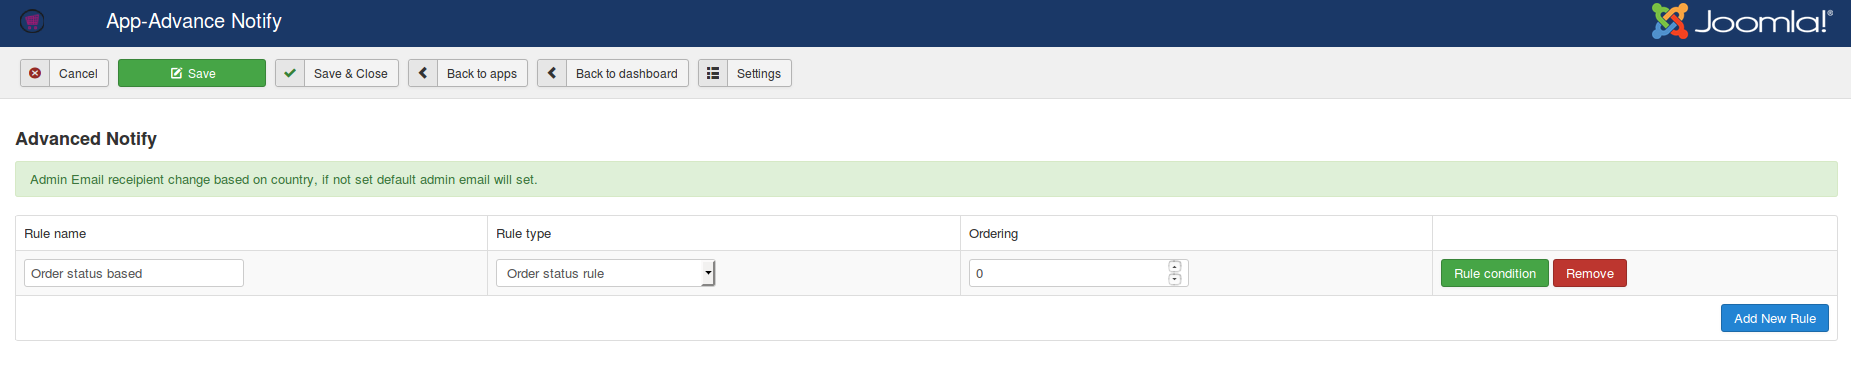 App-Advance Notify
Joomla!®
Cancel Save Save & Close Back to apps Back to dashboard Settings
Advanced Notify
Admin Email receipient change based on country, if not set default admin email will set.
Rule name Rule type Ordering
Order status based Order status rule 0 Rule condition Remove
Add New Rule